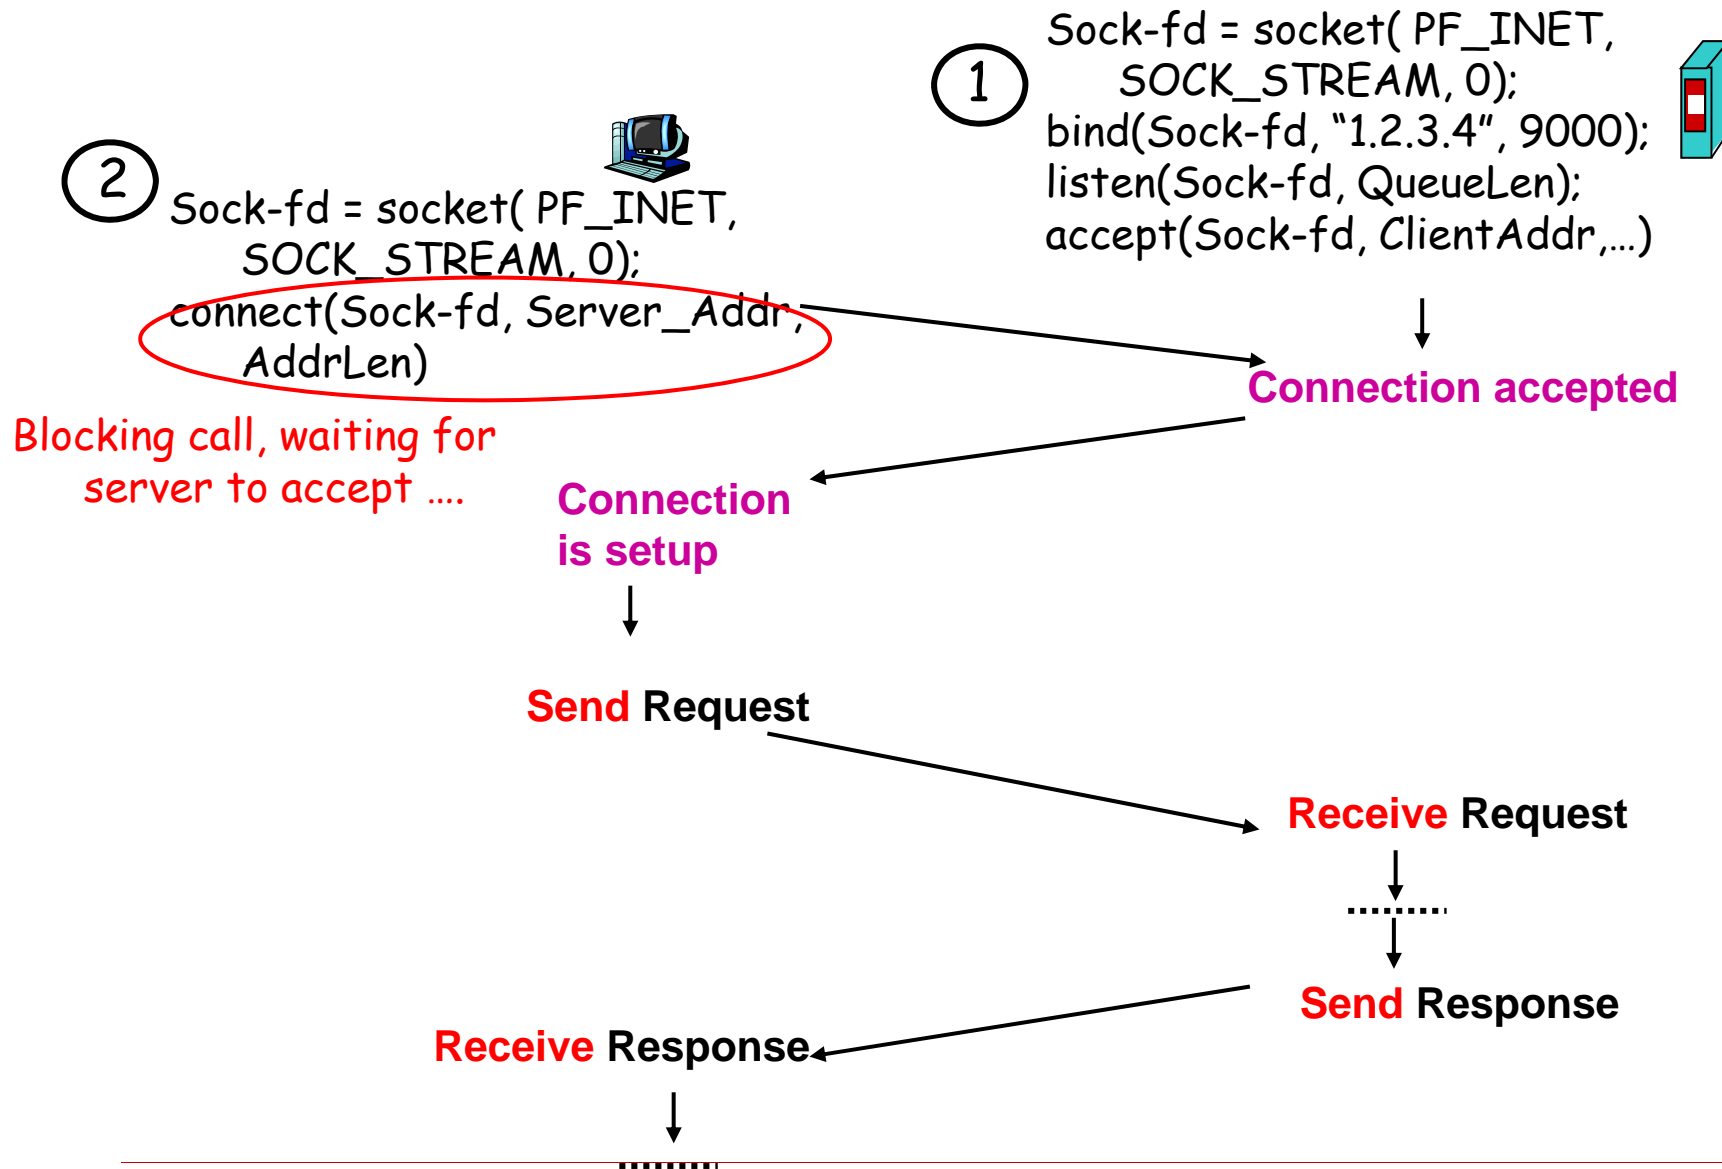 1
Sock-fd = socket( PF_INET,
SOCK_STREAM, 0);
bind(Sock-fd, “1.2.3.4”, 9000);
listen(Sock-fd, QueueLen);
accept(Sock-fd, ClientAddr,…)
2
Sock-fd = socket( PF_INET,
SOCK_STREAM, 0);
connect(Sock-fd, Server_Addr,
AddrLen)
Connection accepted
Blocking call, waiting for
server to accept ….
Connection
is setup
Send Request
Receive Request
………
Send Response
Receive Response
………